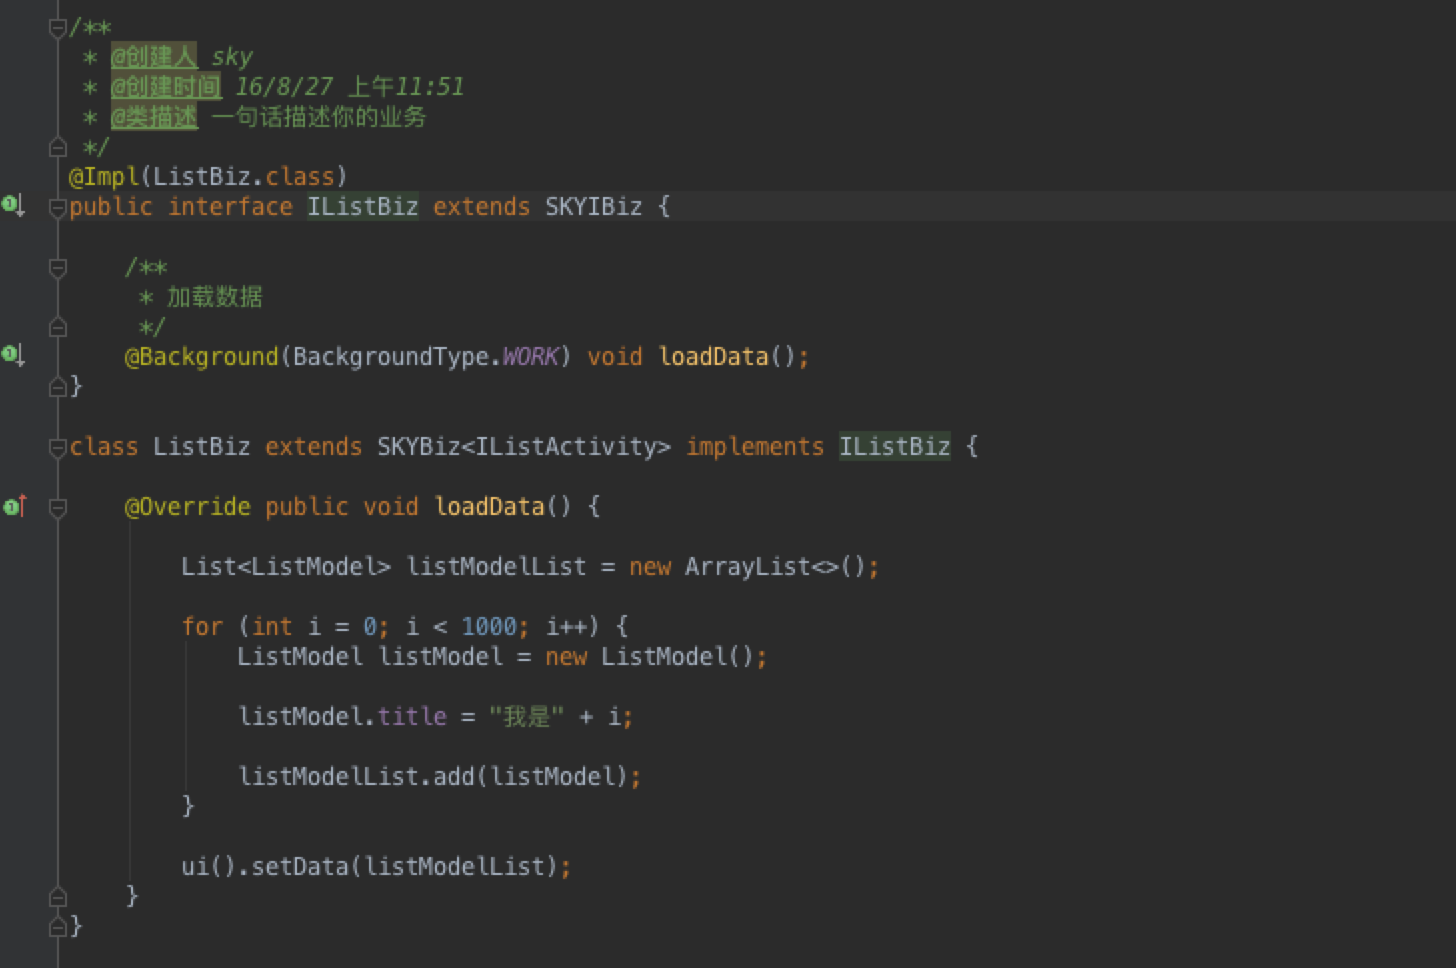 /**
 * @创建人 sky
 * @创建时间 16/8/27 上午11:51
 * @类描述 一句话描述你的业务
 */
@Impl(ListBiz.class)
public interface IListBiz extends SKYIBiz {
    /**
     * 加载数据
     */
    @Background(BackgroundType.WORK) void loadData();
}
class ListBiz extends SKYBiz<IListActivity> implements IListBiz {
    @Override public void loadData() {
        List<ListModel> listModelList = new ArrayList<>();
        for (int i = 0; i < 1000; i++) {
            ListModel listModel = new ListModel();
            listModel.title = "我是" + i;
            listModelList.add(listModel);
        }
        ui().setData(listModelList);
    }
}